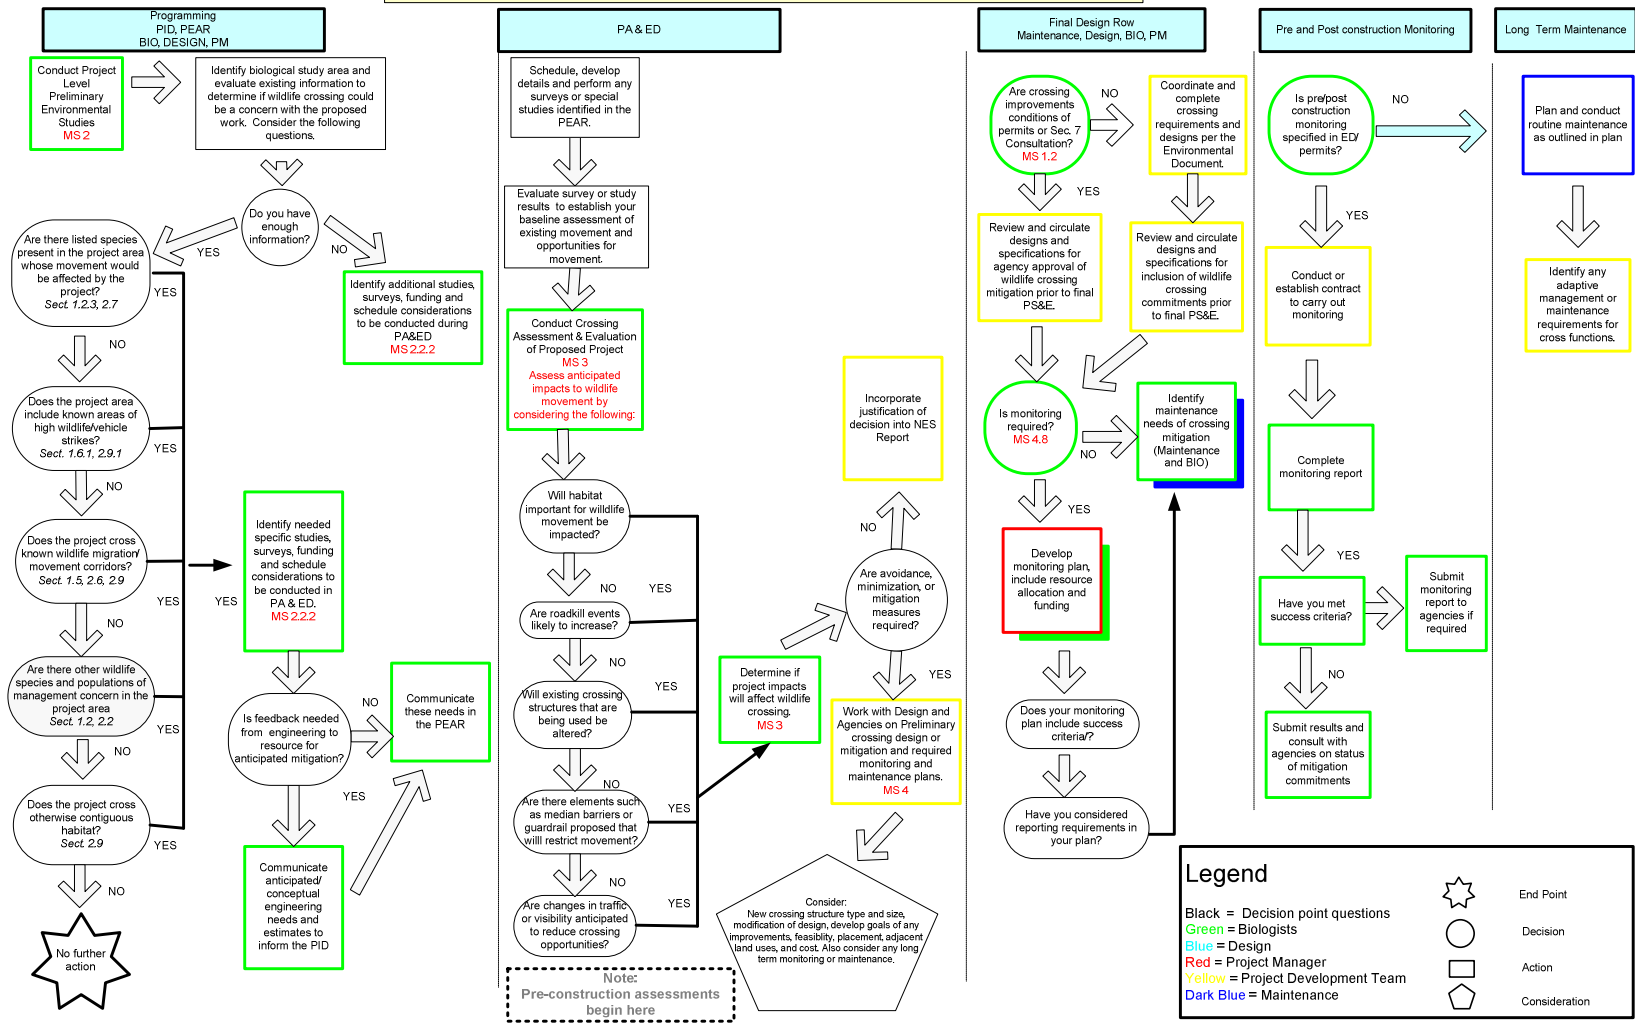 Programming
PID, PEAR
BIO, DESIGN, PM
Conduct Project
Level
Preliminary
Environmental
Studies
MS 2
Identify biological study area and
evaluate existing information to
determine if wildlife crossing could
be a concern with the proposed
work. Consider the following
questions.
Do you have
enough
information?
YES
NO
Are there listed species
present in the project area
whose movement would
be affected by the
project?
Sect. 1.2.3, 2.7
YES
NO
Identify additional studies,
surveys, funding and
schedule considerations
to be conducted during
PA&ED
MS 2.2.2
Does the project area
include known areas of
high wildlife/vehicle
strikes?
Sect. 1.6.1, 2.9.1
YES
NO
Does the project cross
known wildlife migration/
movement corridors?
Sect. 1.5, 2.6, 2.9
YES
NO
Are there other wildlife
species and populations of
management concern in the
project area
Sect. 1.2, 2.2
YES
NO
Does the project cross
otherwise contiguous
habitat?
Sect. 2.9
YES
NO
No further
action
YES
Identify needed
specific studies,
surveys, funding
and schedule
considerations to
be conducted in
PA & ED.
MS 2.2.2
Is feedback needed
from engineering to
resource for
anticipated mitigation?
NO
YES
Communicate
these needs in
the PEAR
Communicate
anticipated/
conceptual
engineering
needs and
estimates to
inform the PID
PA & ED
Schedule, develop
details and perform any
surveys or special
studies identified in the
PEAR.
Evaluate survey or study
results to establish your
baseline assessment of
existing movement and
opportunities for
movement.
Conduct Crossing
Assessment & Evaluation
of Proposed Project
MS 3
Assess anticipated
impacts to wildlife
movement by
considering the following:
Will habitat
important for wildlife
movement be
impacted?
NO
YES
Are roadkill events
likely to increase?
NO
YES
Will existing crossing
structures that are
being used be
altered?
NO
YES
Are there elements such
as median barriers or
guardrail proposed that
willl restrict movement?
NO
YES
Are changes in traffic
or visibility anticipated
to reduce crossing
opportunities?
Note:
Pre-construction assessments
begin here
Determine if
project impacts
will affect wildlife
crossing.
MS 3
Incorporate
justification of
decision into NES
Report
NO
Are avoidance,
minimization, or
mitigation
measures
required?
YES
Work with Design and
Agencies on Preliminary
crossing design or
mitigation and required
monitoring and
maintenance plans.
MS 4
Consider:
New crossing structure type and size,
modification of design, develop goals of any
improvements, feasiblity, placement, adjacent
land uses, and cost. Also consider any long
term monitoring or maintenance.
Final Design Row
Maintenance, Design, BIO, PM
Are crossing
improvements
conditions of
permits or Sec. 7
Consultation?
MS 1.2
NO
YES
Coordinate and
complete
crossing
requirements and
designs per the
Environmental
Document.
Review and circulate
designs and
specifications for
agency approval of
wildlife crossing
mitigation prior to final
PS&E.
Review and circulate
designs and
specifications for
inclusion of wildlife
crossing
commitments prior
to final PS&E.
Is monitoring
required?
MS 4.8
NO
YES
Identify
maintenance
needs of crossing
mitigation
(Maintenance
and BIO)
Develop
monitoring plan,
include resource
allocation and
funding
Does your monitoring
plan include success
criteria/?
Have you considered
reporting requirements in
your plan?
Pre and Post construction Monitoring
Is pre/post
construction
monitoring
specified in ED/
permits?
NO
YES
Conduct or
establish contract
to carry out
monitoring
Complete
monitoring report
YES
Have you met
success criteria?
NO
Submit
monitoring
report to
agencies if
required
Submit results and
consult with
agencies on status
of mitigation
commitments
Long Term Maintenance
Plan and conduct
routine maintenance
as outlined in plan
Identify any
adaptive
management or
maintenance
requirements for
cross functions.
Legend
Black = Decision point questions
Green = Biologists
Blue = Design
Red = Project Manager
Yellow = Project Development Team
Dark Blue = Maintenance
End Point
Decision
Action
Consideration